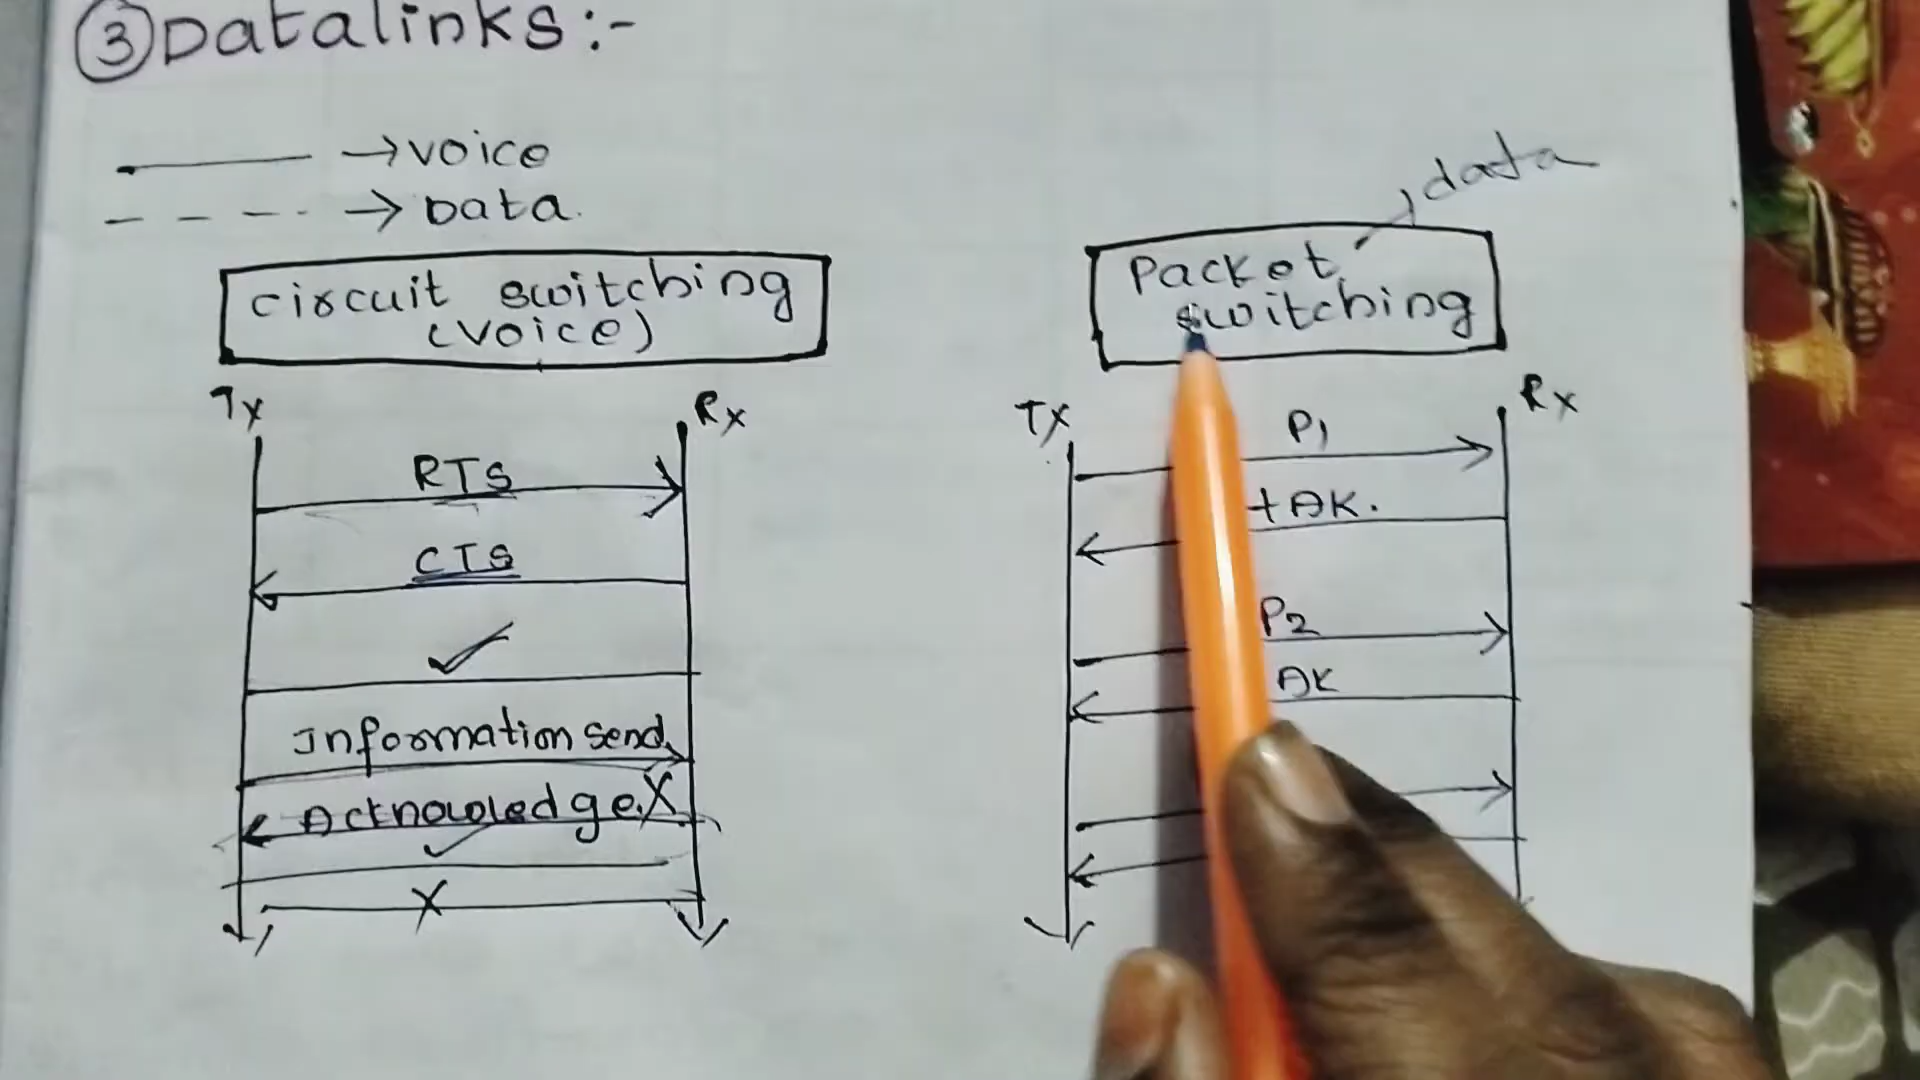 ③ Datalinks:-
→ voice
→ Data.
data
circuit switching
(voice)
Packet
switching
Tx
Rx
RTS
CTS
Information send
Acknowledge X
X
Tx
Rx
P1
+AK.
P2
AK